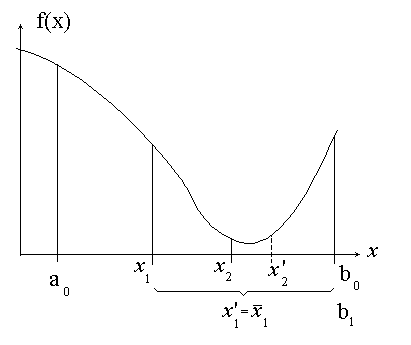 f(x)
x
a₀ x₁ x₂ x′₂ b₀
x′₁ = x̅₁ b₁